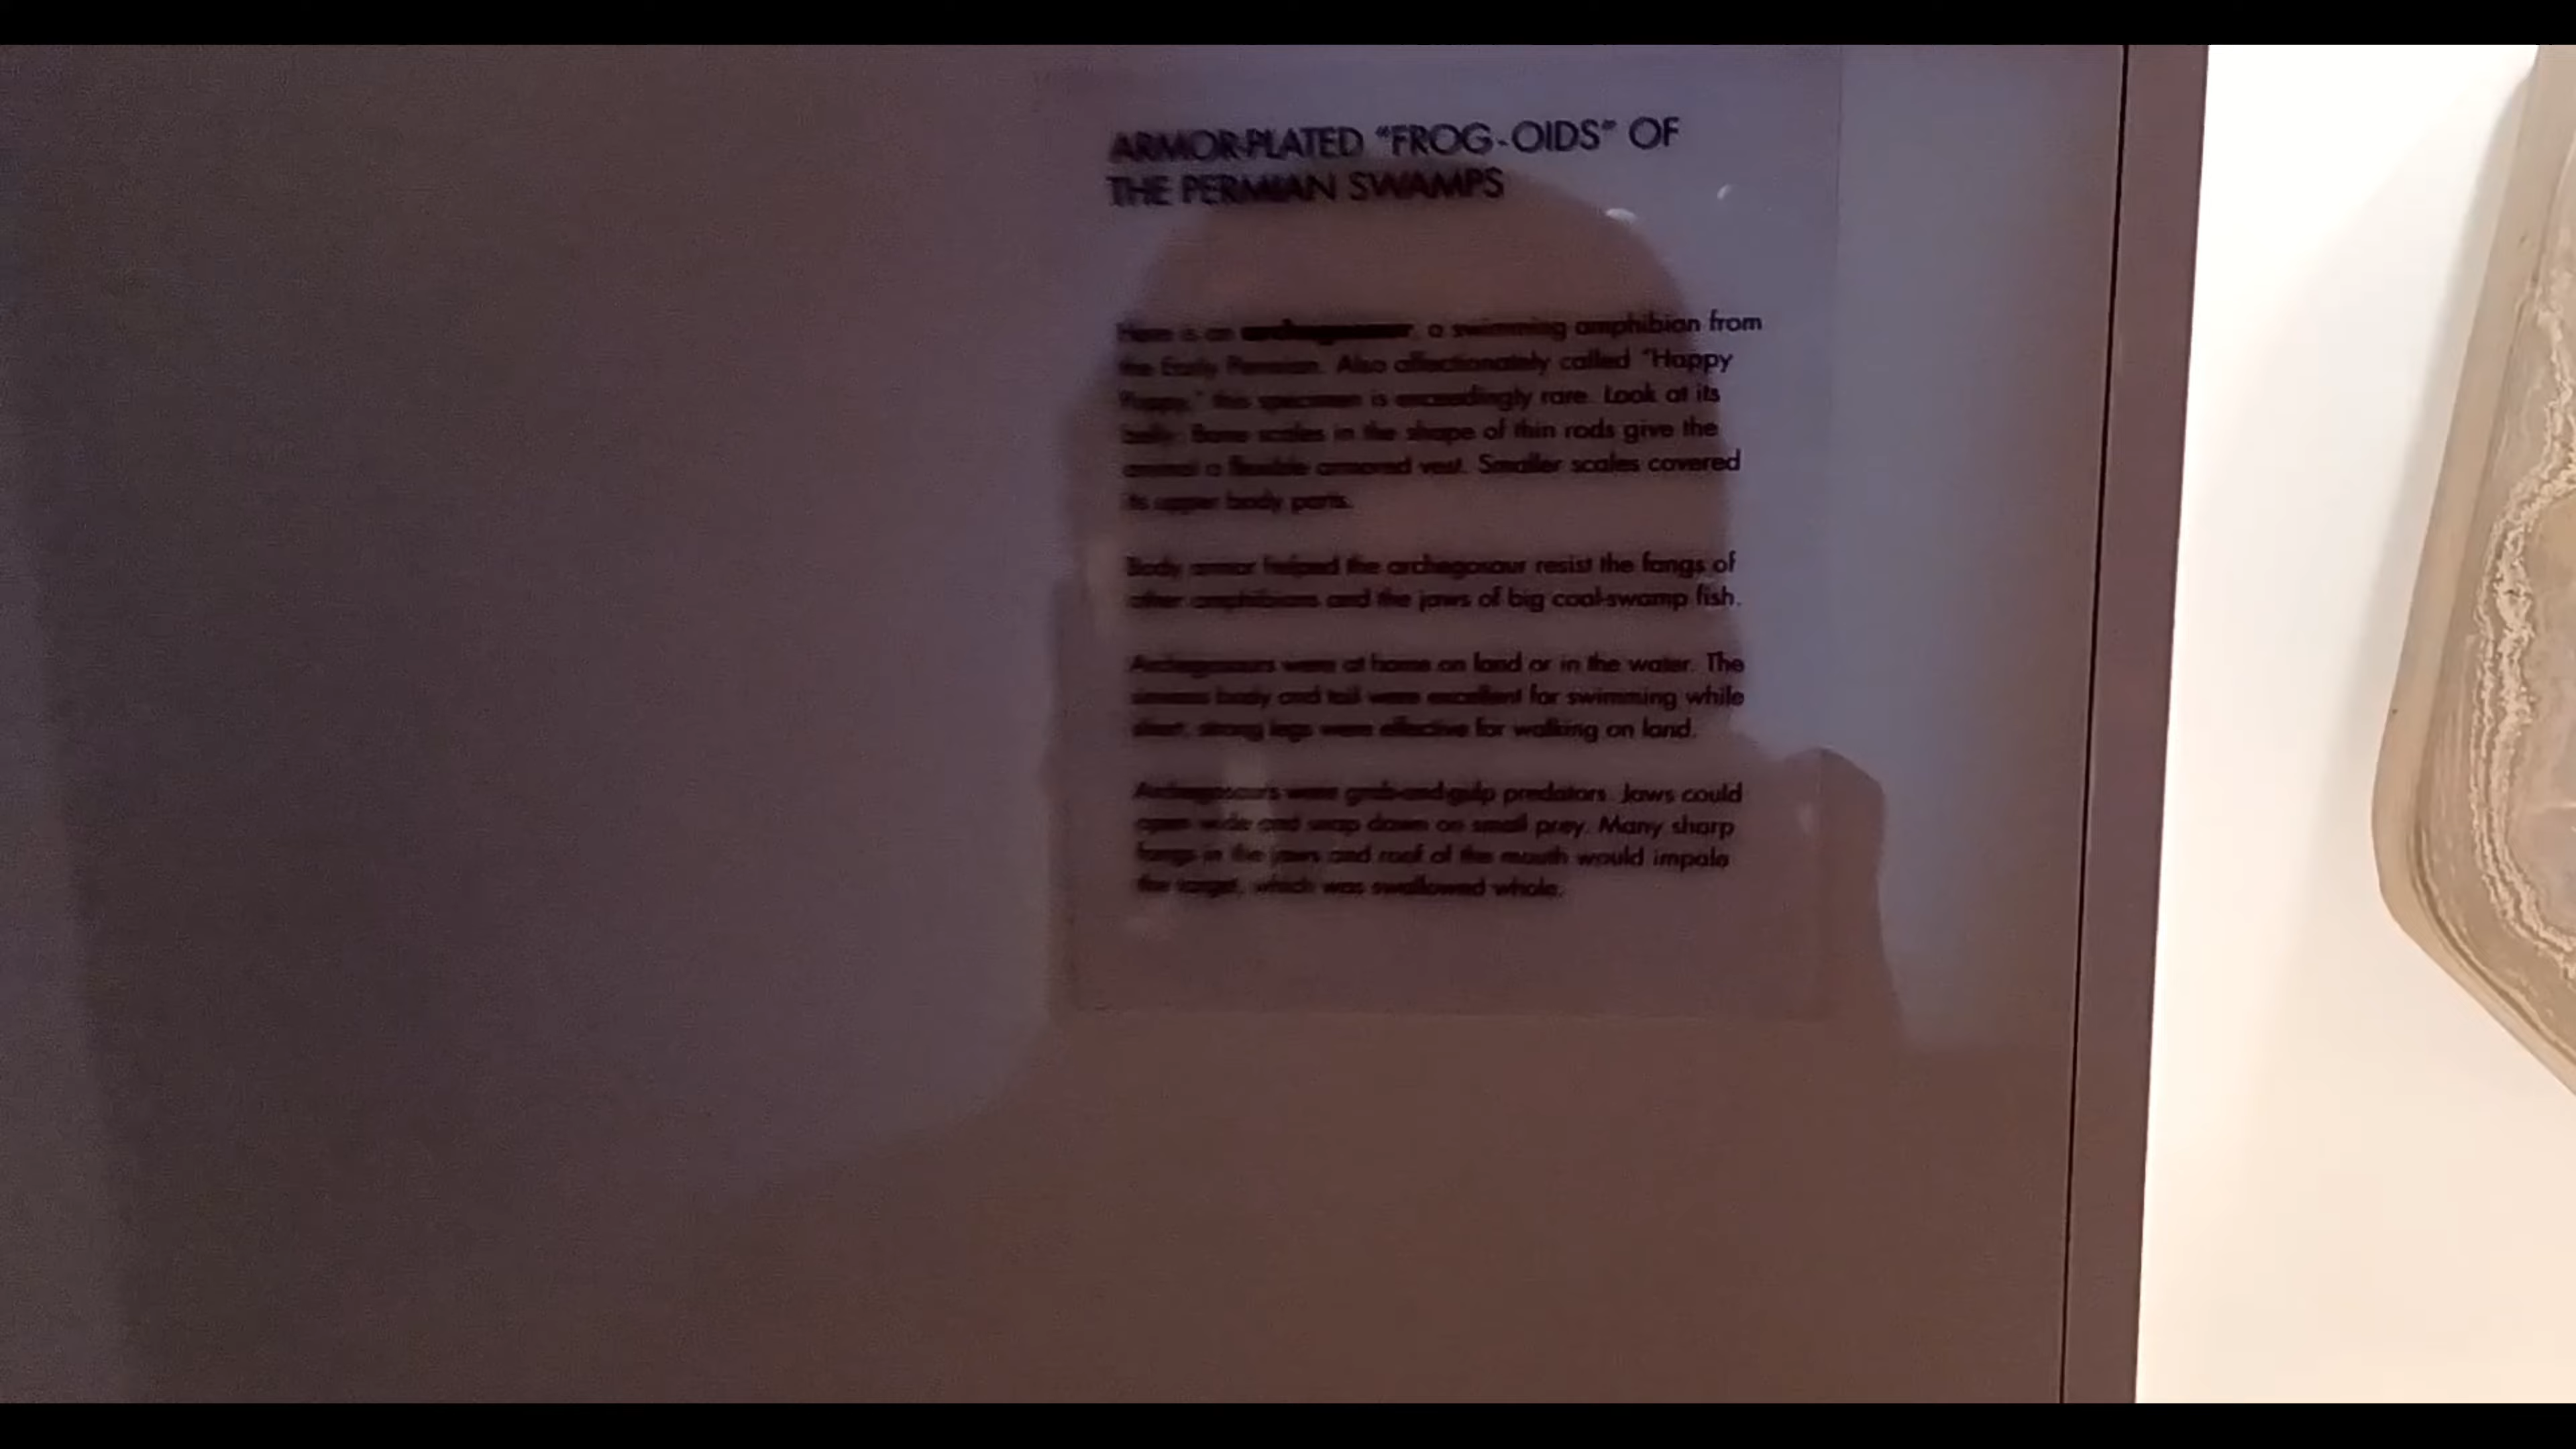 ARMOR-PLATED "FROG-OIDS" OF
THE PERMIAN SWAMPS
Here is an archegosaur, a swimming amphibian from
the Early Permian. Also affectionately called "Happy
this specimen is exceedingly rare. Look at its
belly. Bone scales in the shape of thin rods give the
animal a flexible armored vest. Smaller scales covered
its upper body parts.
Body armor helped the archegosaur resist the fangs of
other amphibians and the jaws of big coal-swamp fish.
Archegosaurs were at home on land or in the water. The
body and tail were excellent for swimming while
short, strong legs were effective for walking on land.
Archegosaurs were grab-and-gulp predators. Jaws could
open wide and snap down on small prey. Many sharp
fangs in the jaws and roof of the mouth would impale
the target, which was swallowed whole.